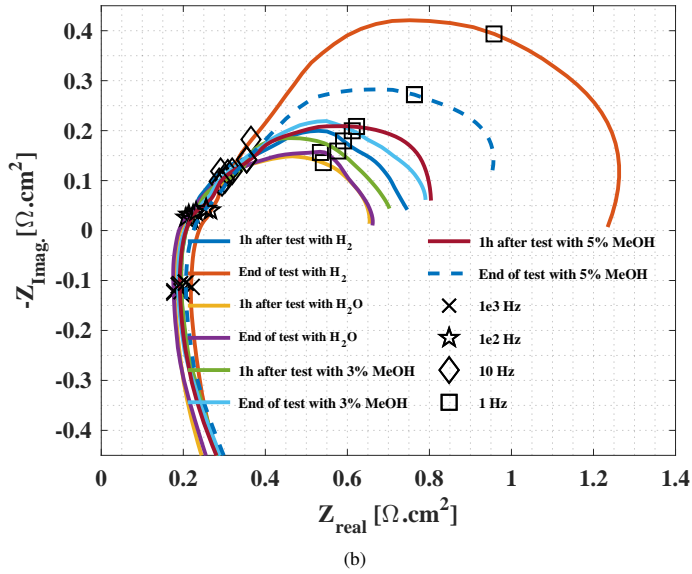 0.4
0.3
0.2
0.1
0
-0.1
-0.2
-0.3
-0.4
-Z_Imag. [Ω.cm²]
1h after test with H₂
End of test with H₂
1h after test with H₂O
End of test with H₂O
1h after test with 3% MeOH
End of test with 3% MeOH
1h after test with 5% MeOH
End of test with 5% MeOH
1e3 Hz
1e2 Hz
10 Hz
1 Hz
0 0.2 0.4 0.6 0.8 1 1.2 1.4
Z_real [Ω.cm²]
(b)